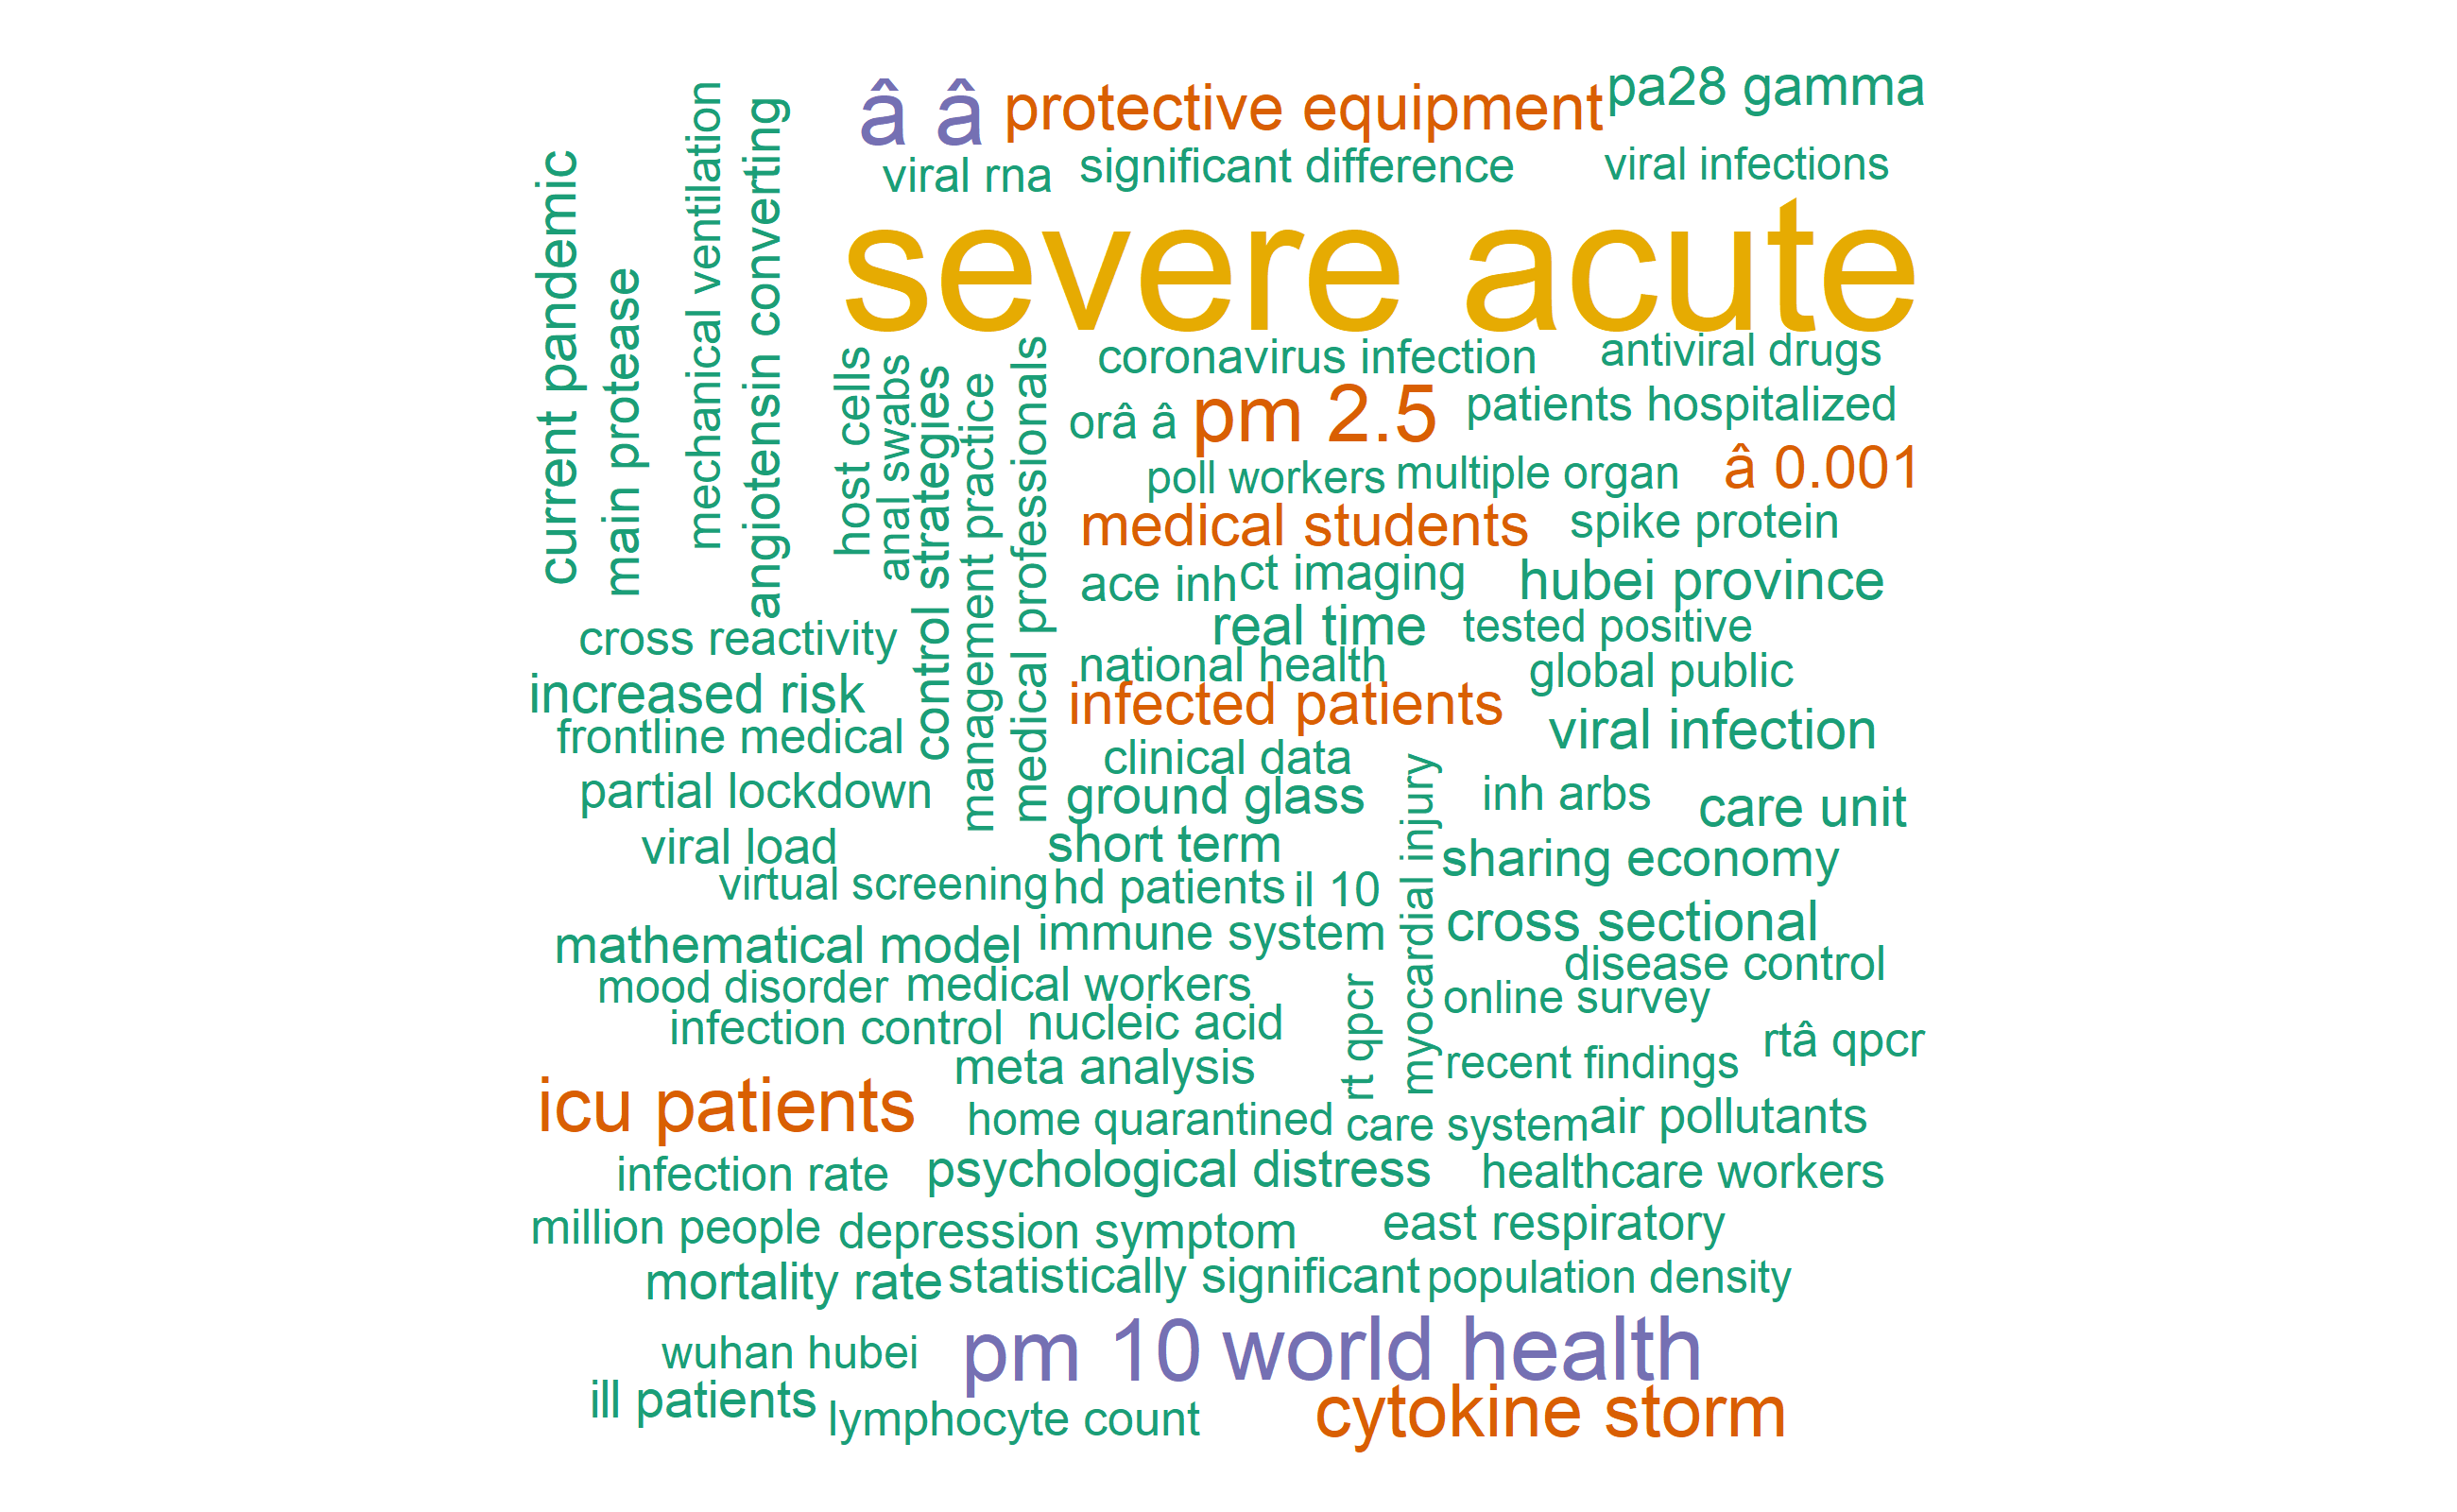 â â
protective equipment
pa28 gamma
viral rna
significant difference
viral infections
severe acute
current pandemic
main protease
mechanical ventilation
angiotensin converting
host cells
anal swabs
control strategies
management practice
medical professionals
coronavirus infection
antiviral drugs
orâ â
pm 2.5
patients hospitalized
poll workers
multiple organ
â 0.001
medical students
spike protein
ace inh
ct imaging
hubei province
real time
tested positive
cross reactivity
national health
global public
increased risk
infected patients
frontline medical
viral infection
clinical data
partial lockdown
ground glass
myocardial injury
inh arbs
care unit
viral load
short term
sharing economy
virtual screening
hd patients
il 10
mathematical model
immune system
cross sectional
disease control
mood disorder
medical workers
online survey
infection control
nucleic acid
rt qpcr
rtâ qpcr
meta analysis
recent findings
icu patients
home quarantined
care system
air pollutants
infection rate
psychological distress
healthcare workers
million people
depression symptom
east respiratory
mortality rate
statistically significant
population density
wuhan hubei
pm 10
world health
ill patients
lymphocyte count
cytokine storm